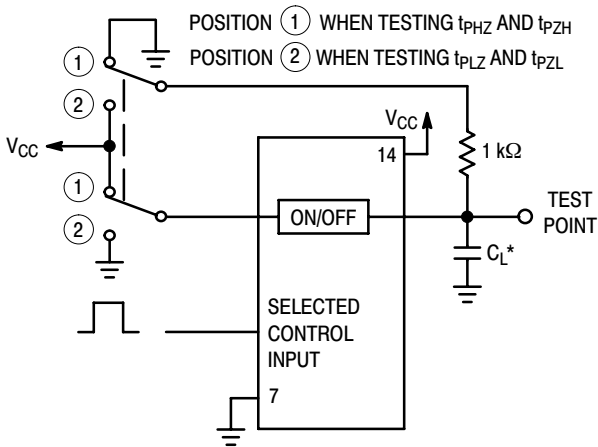 POSITION 1 WHEN TESTING tPHZ AND tPZH
POSITION 2 WHEN TESTING tPLZ AND tPZL
1
2
VCC
1
2
VCC
14
1 kΩ
ON/OFF
TEST
POINT
CL*
SELECTED
CONTROL
INPUT
7